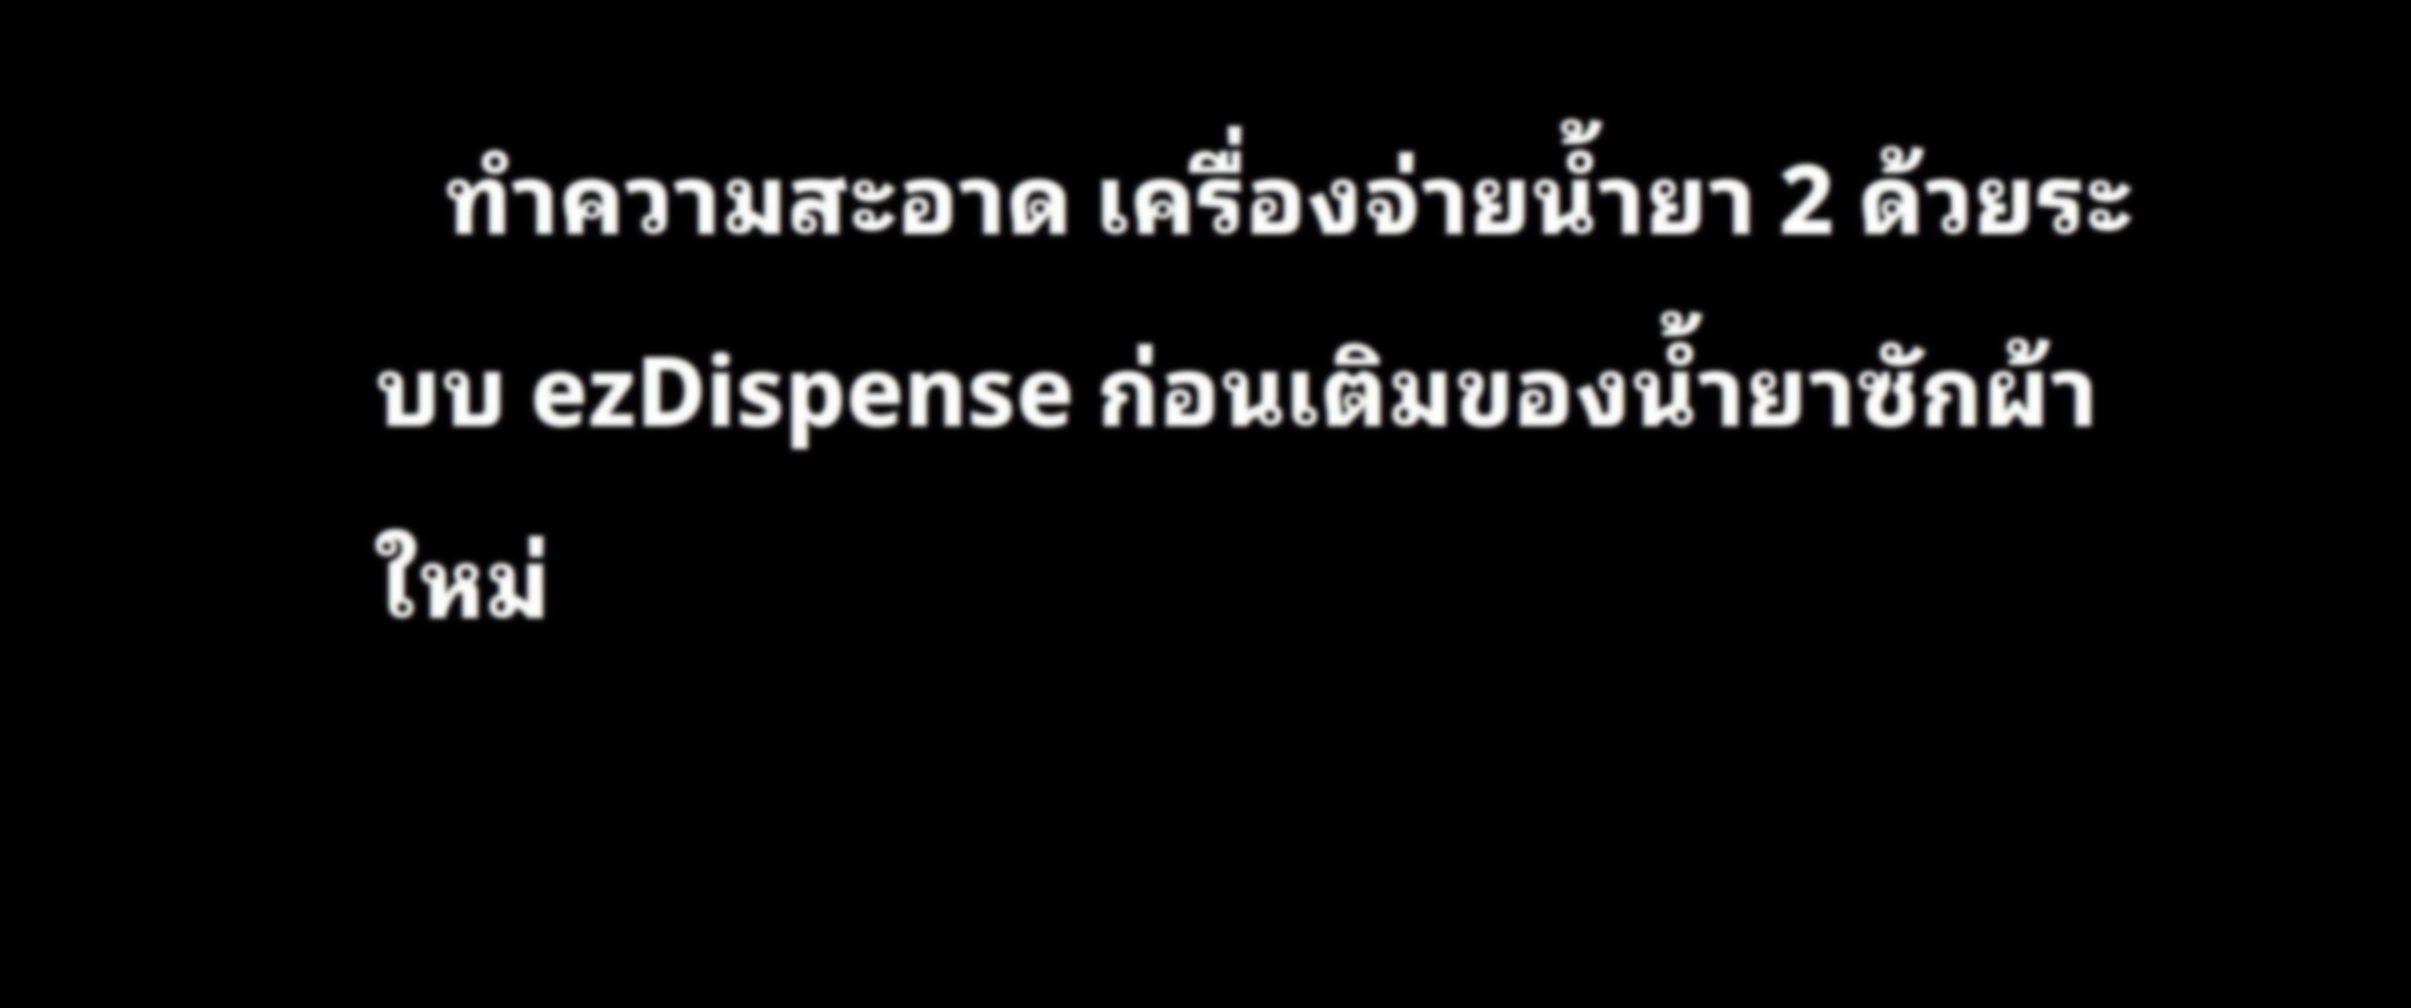 ทำความสะอาด เครื่องจ่ายน้ำยา 2 ด้วยระ
บบ ezDispense ก่อนเติมของน้ำยาซักผ้า
ใหม่